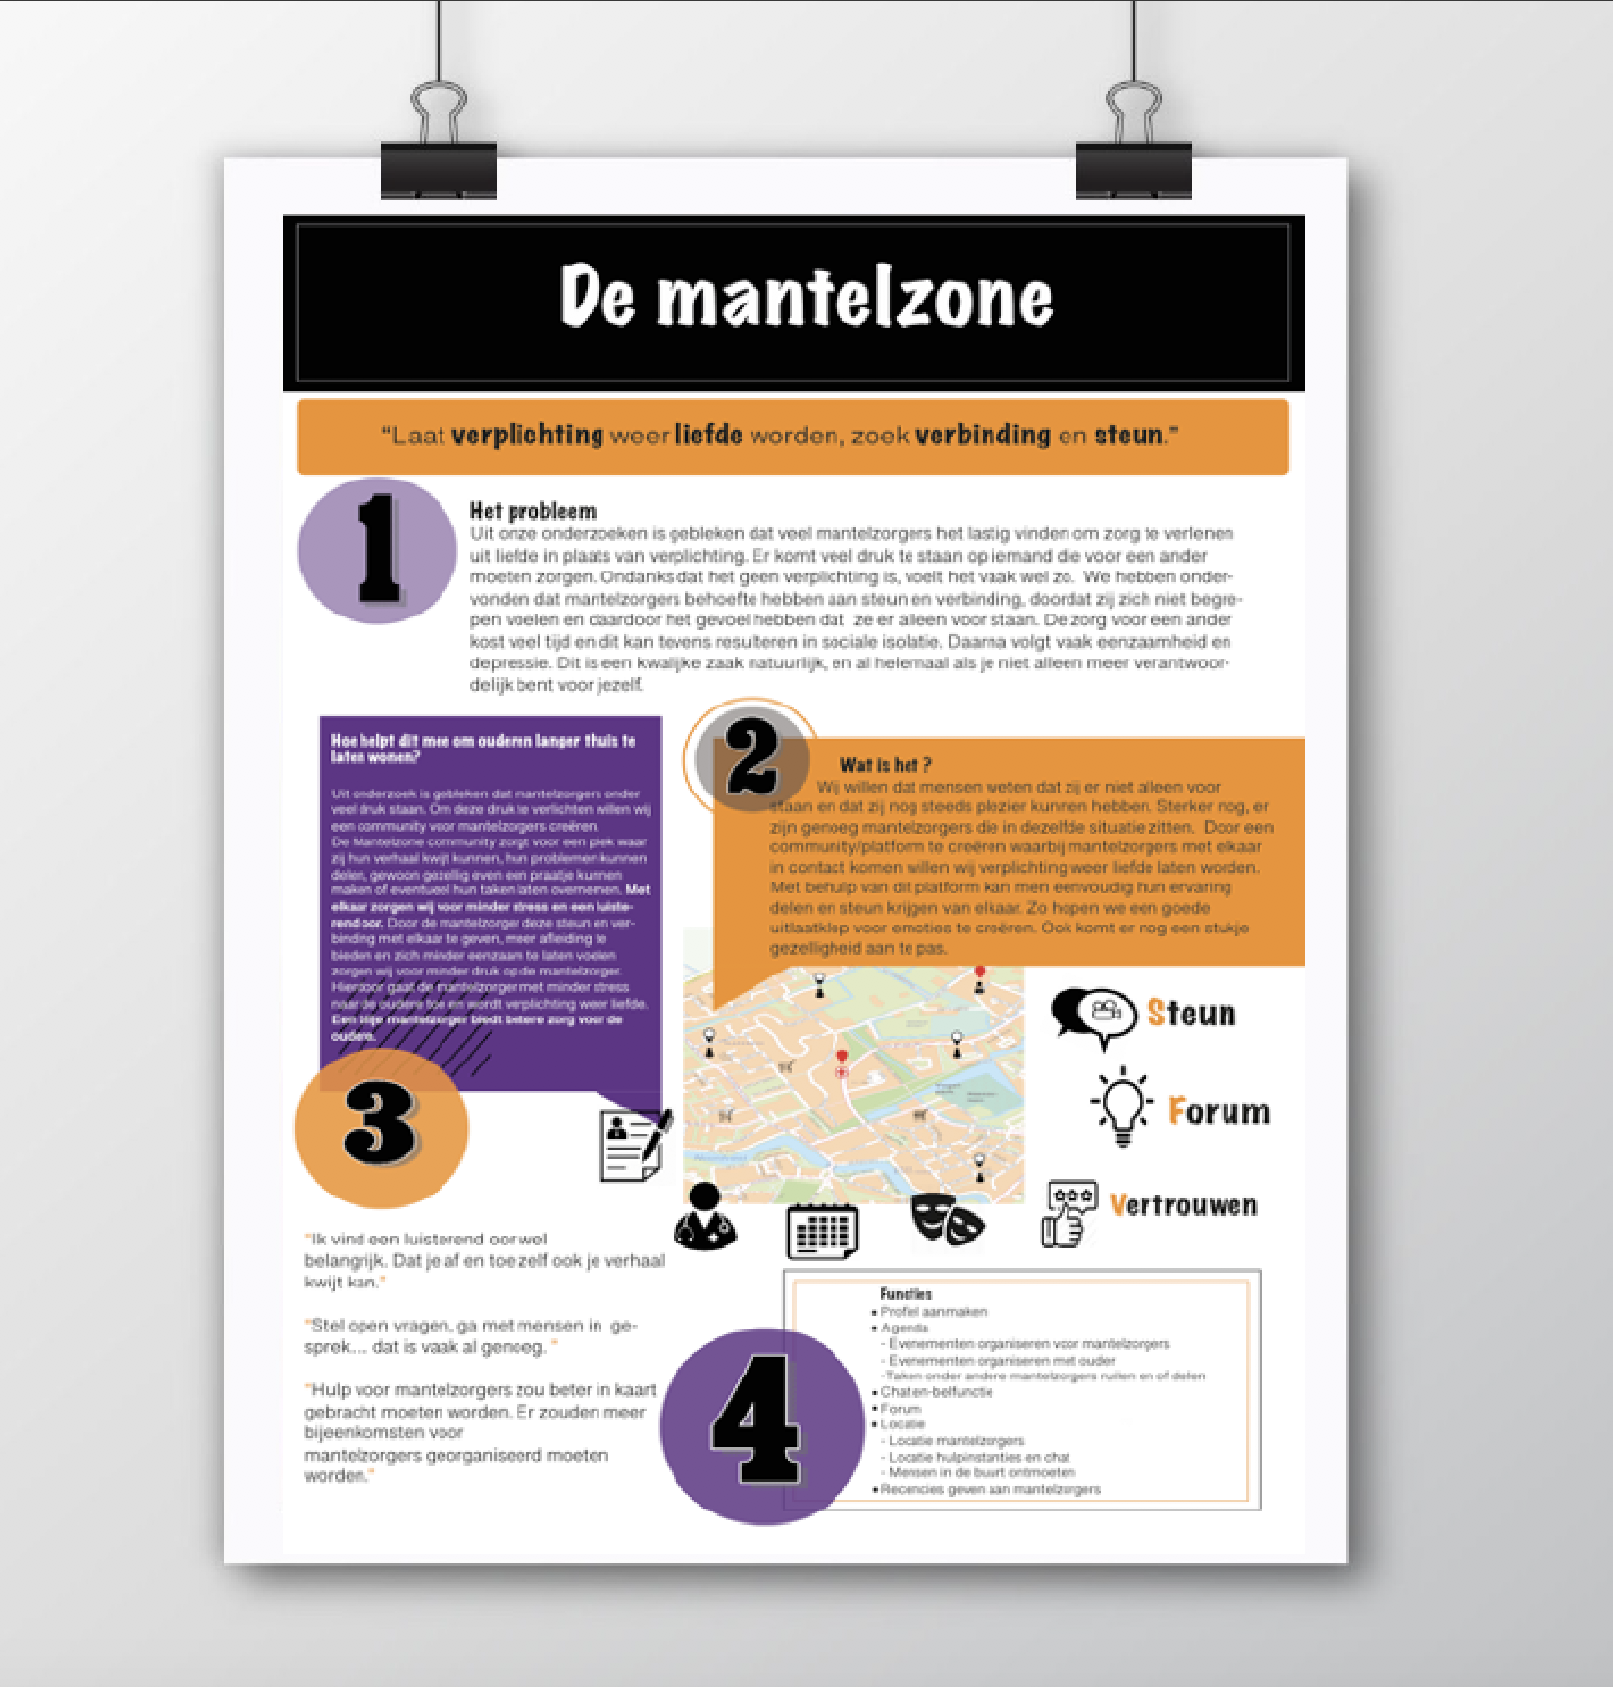 De mantelzone
“Laat verplichting weer liefde worden, zoek verbinding en steun.”
1
Het probleem
Uit onze onderzoeken is gebleken dat veel mantelzorgers het lastig vinden om zorg te verlenen
uit liefde in plaats van verplichting. Er komt veel druk te staan op iemand die voor een ander
moeten zorgen. Ondanks dat het geen verplichting is, voelt het vaak wel zo. We hebben onder-
vonden dat mantelzorgers behoefte hebben aan steun en verbinding, doordat zij zich niet begre-
pen voelen en daardoor het gevoel hebben dat ze er alleen voor staan. De zorg voor een ander
kost veel tijd en dit kan tevens resulteren in sociale isolatie. Daarna volgt vaak eenzaamheid en
depressie. Dit is een kwalijke zaak natuurlijk, en al helemaal als je niet alleen meer verantwoor-
delijk bent voor jezelf.
2
Wat is het ?
Wij willen dat mensen weten dat zij er niet alleen voor
staan en dat zij nog steeds plezier kunnen hebben. Sterker nog, er
zijn genoeg mantelzorgers die in dezelfde situatie zitten. Door een
community/platform te creëren waarbij mantelzorgers met elkaar
in contact komen willen wij verplichting weer liefde laten worden.
Met behulp van dit platform kan men eenvoudig hun ervaring
delen en steun krijgen van elkaar. Zo hopen we een goede
uitlaatklep voor emoties te creëren. Ook komt er nog een stukje
gezelligheid aan te pas.
Hoe helpt dit mee om ouderen langer thuis te
laten wonen?
Uit onderzoek is gebleken dat mantelzorgers onder
veel druk staan. Om deze druk te verlichten willen wij
een community voor mantelzorgers creëren.
De Mantelzone community zorgt voor een plek waar
zij hun verhaal kwijt kunnen, hun problemen kunnen
delen, gewoon gezellig even een praatje kunnen
maken of eventueel hun taken laten overnemen. Met
elkaar zorgen wij voor minder stress en een luiste-
rend oor. Door de mantelzorger deze steun en ver-
binding met elkaar te geven, meer afleiding te
bieden en zich minder eenzaam te laten voelen
zorgen wij voor minder druk op de mantelzorger.
Hierdoor gaat de mantelzorger met minder stress
naar de oudere toe en wordt verplichting weer liefde.
Een blije mantelzorger biedt betere zorg voor de
oudere.
3
Steun
Forum
Vertrouwen
"Ik vind een luisterend oor wel
belangrijk. Dat je af en toe zelf ook je verhaal
kwijt kan."
"Stel open vragen, ga met mensen in ge-
sprek... dat is vaak al genoeg. "
"Hulp voor mantelzorgers zou beter in kaart
gebracht moeten worden. Er zouden meer
bijeenkomsten voor
mantelzorgers georganiseerd moeten
worden."
4
Functies
• Profiel aanmaken
• Agenda
- Evenementen organiseren voor mantelzorgers
- Evenementen organiseren met ouder
-Taken onder andere mantelzorgers ruilen en of delen
• Chat en-belfunctie
• Forum
• Locatie
- Locatie mantelzorgers
- Locatie hulpinstanties en chat
- Mensen in de buurt ontmoeten
• Recencies geven aan mantelzorgers